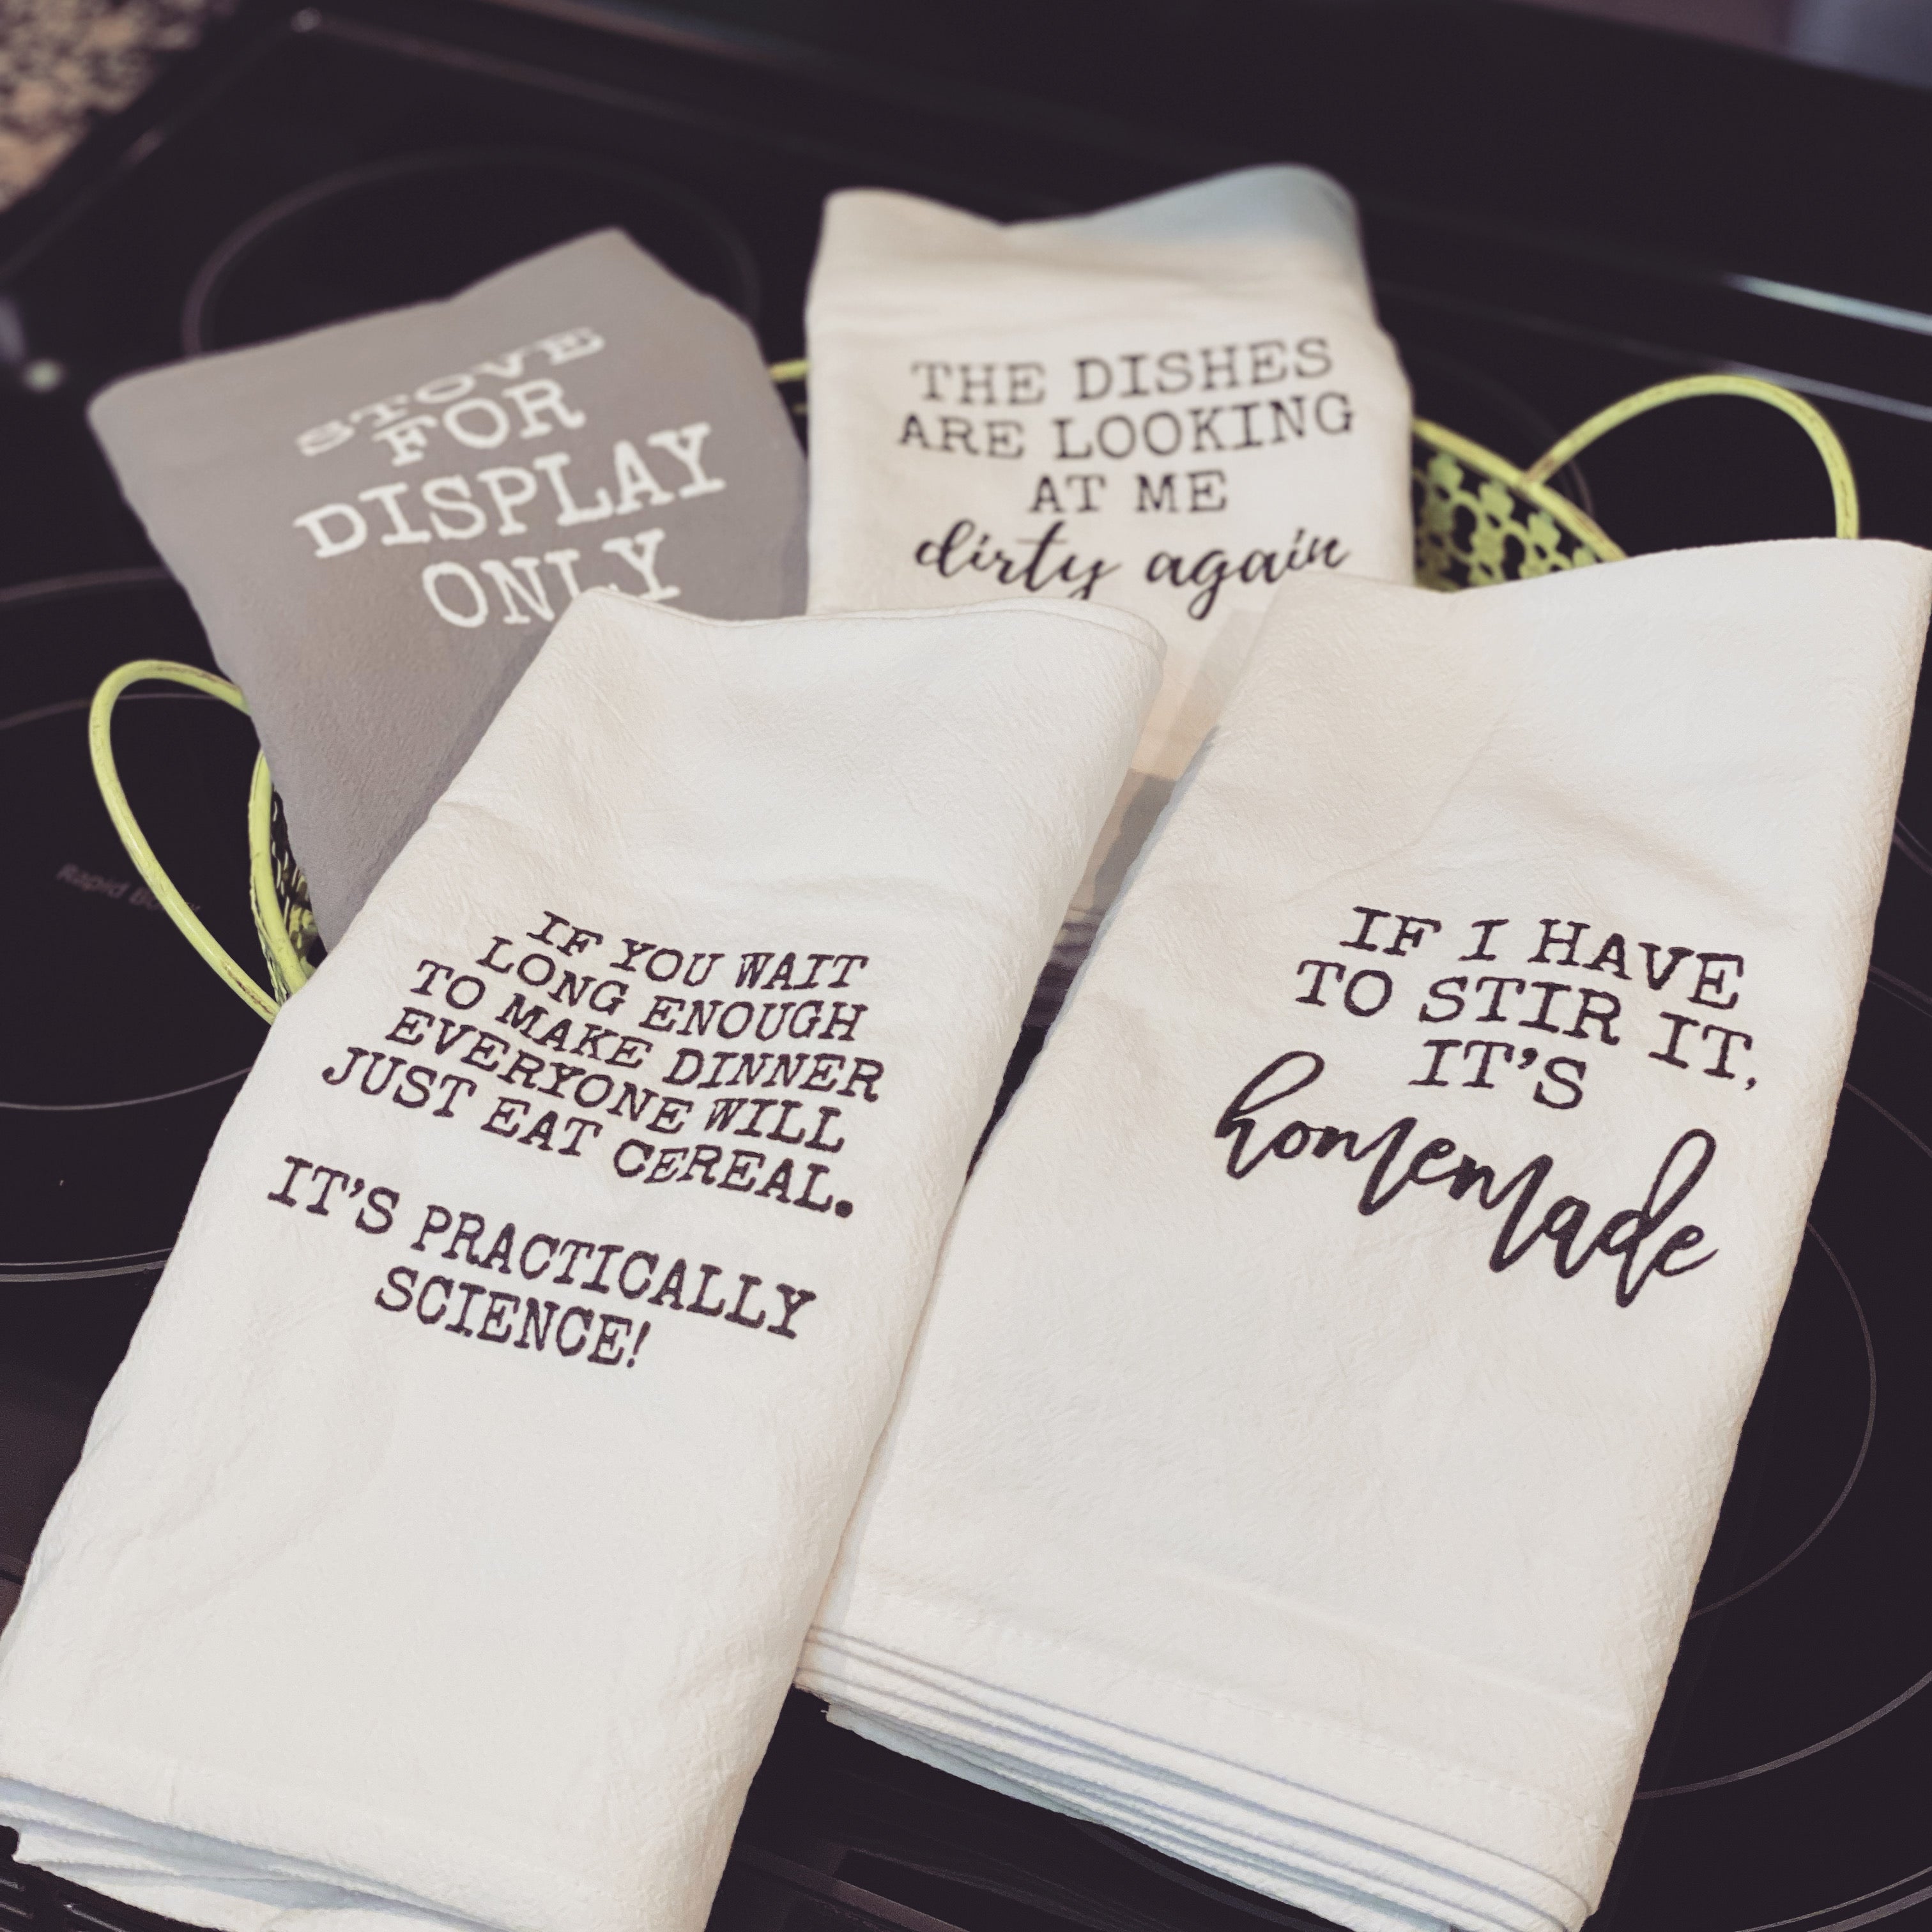 STOVE
FOR
DISPLAY
ONLY
THE DISHES
ARE LOOKING
AT ME
dirty again
IF YOU WAIT
LONG ENOUGH
TO MAKE DINNER
EVERYONE WILL
JUST EAT CEREAL.
IT'S PRACTICALLY
SCIENCE!
IF I HAVE
TO STIR IT,
IT'S
homemade
Rapid